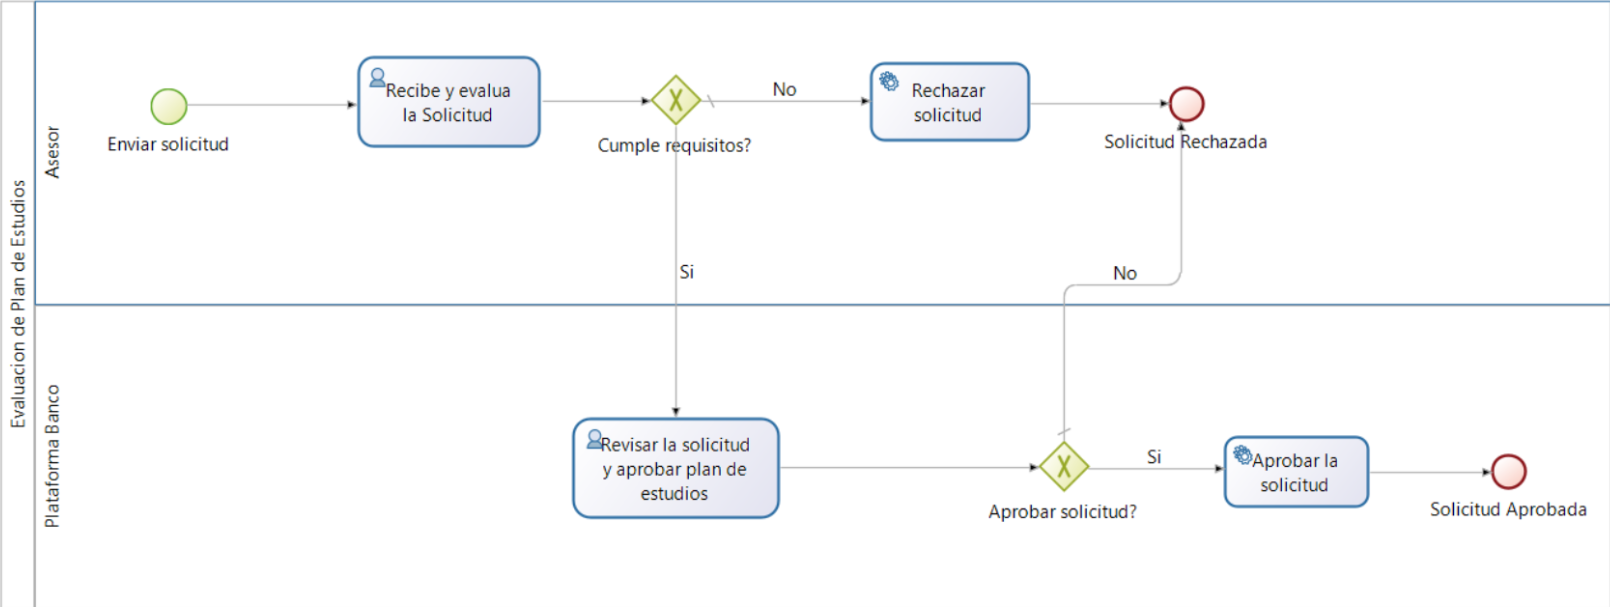 Evaluacion de Plan de Estudios
Asesor
Enviar solicitud
Recibe y evalua
la Solicitud
Cumple requisitos?
No
Rechazar
solicitud
Solicitud Rechazada
Si
No
Plataforma Banco
Revisar la solicitud
y aprobar plan de
estudios
Aprobar solicitud?
Si
Aprobar la
solicitud
Solicitud Aprobada